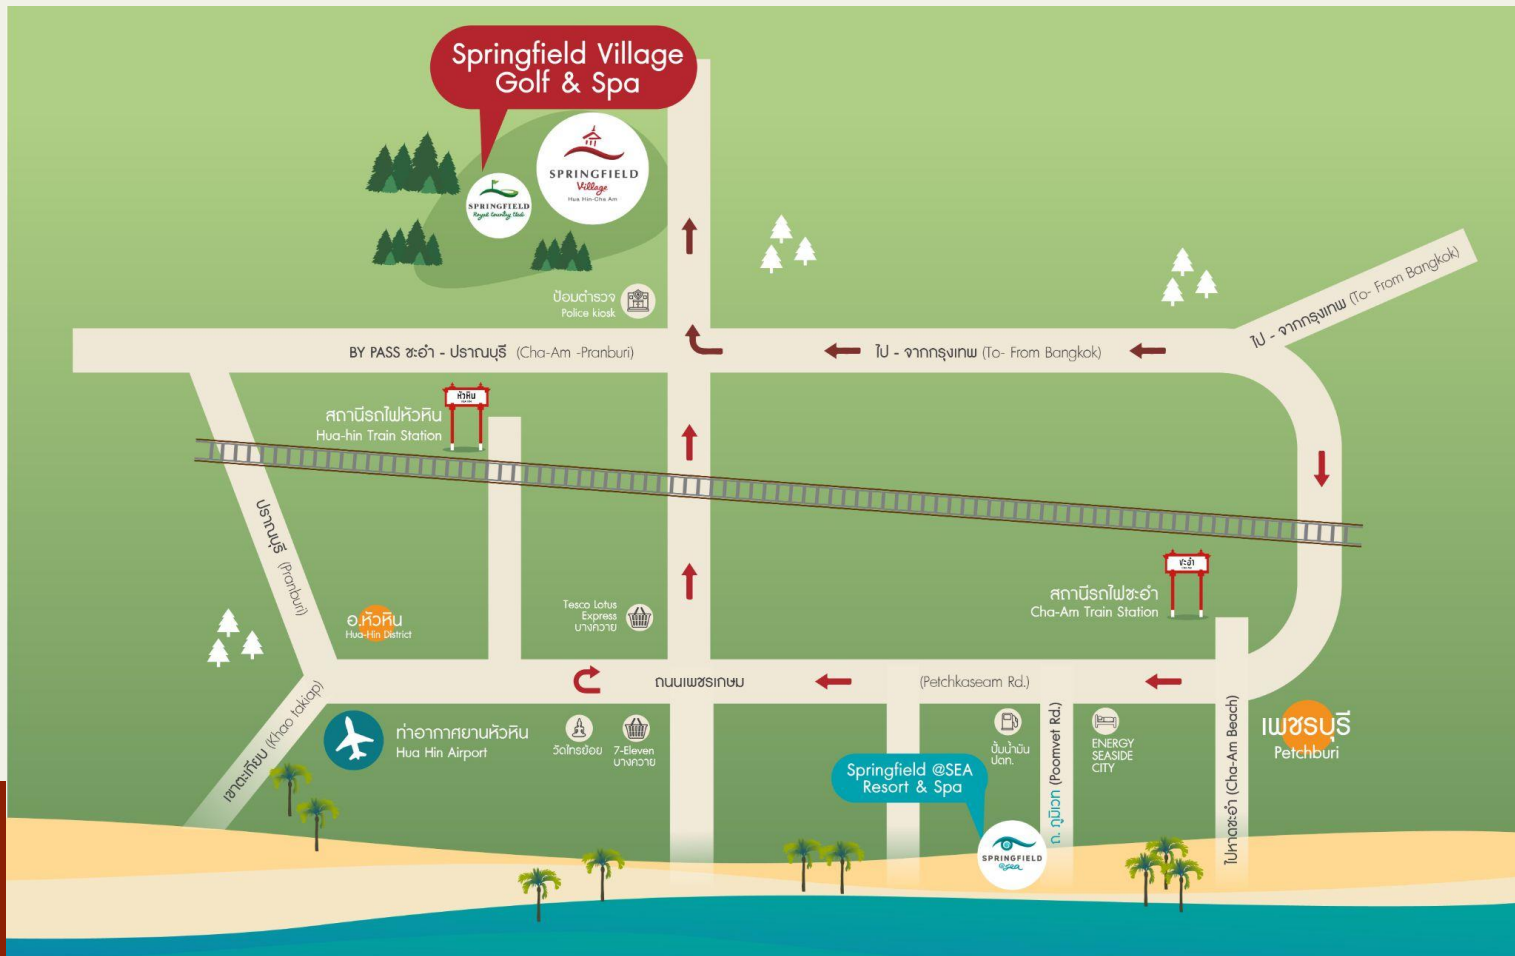 Springfield Village
Golf & Spa
SPRINGFIELD
Village
Hua Hin-Cha Am
SPRINGFIELD
Royal Country Club
ป้อมตำรวจ
Police kiosk
ไป - จากกรุงเทพ (To- From Bangkok)
BY PASS ชะอำ - ปราณบุรี (Cha-Am -Pranburi)
ไป - จากกรุงเทพ (To- From Bangkok)
หัวหิน
สถานีรถไฟหัวหิน
Hua-hin Train Station
ปราณบุรี (Pranburi)
ชะอำ
สถานีรถไฟชะอำ
Cha-Am Train Station
Tesco Lotus
Express
บางควาย
อ.หัวหิน
Hua-Hin District
ถนนเพชรเกษม
(Petchkaseam Rd.)
เขาตะเกียบ (Khao takiap)
ท่าอากาศยานหัวหิน
Hua Hin Airport
วัดไทรย้อย
7-Eleven
บางควาย
ปั๊มน้ำมัน
ปตท.
ถ. ภูมิเวท (Poomvet Rd.)
ENERGY
SEASIDE
CITY
ไปหาดชะอำ (Cha-Am Beach)
เพชรบุรี
Petchburi
Springfield @SEA
Resort & Spa
SPRINGFIELD
@sea